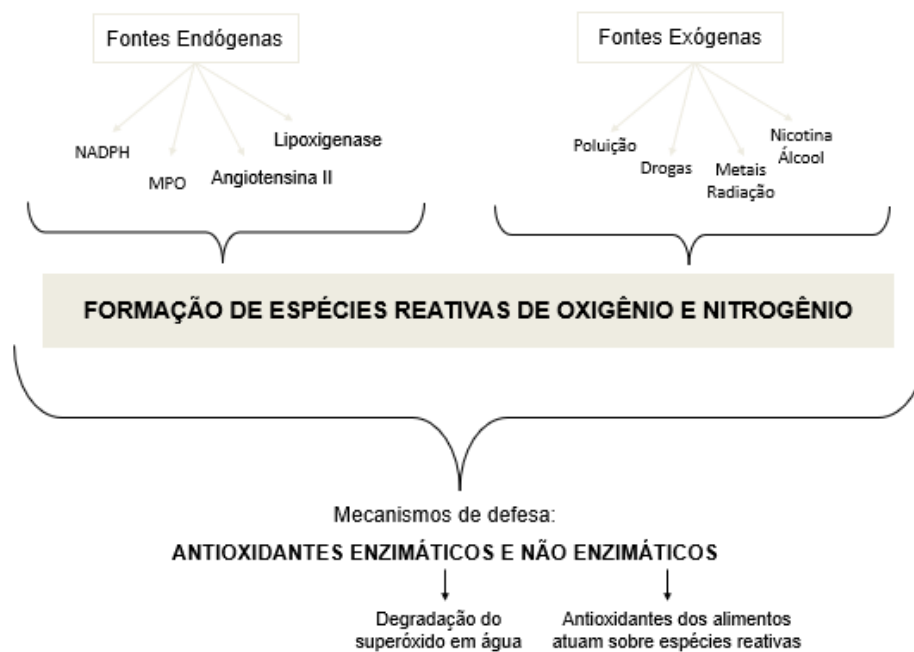 Fontes Endógenas
Fontes Exógenas
NADPH
MPO
Angiotensina II
Lipoxigenase
Poluição
Drogas
Metais
Radiação
Nicotina
Álcool
FORMAÇÃO DE ESPÉCIES REATIVAS DE OXIGÊNIO E NITROGÊNIO
Mecanismos de defesa:
ANTIOXIDANTES ENZIMÁTICOS E NÃO ENZIMÁTICOS
Degradação do
superóxido em água
Antioxidantes dos alimentos
atuam sobre espécies reativas